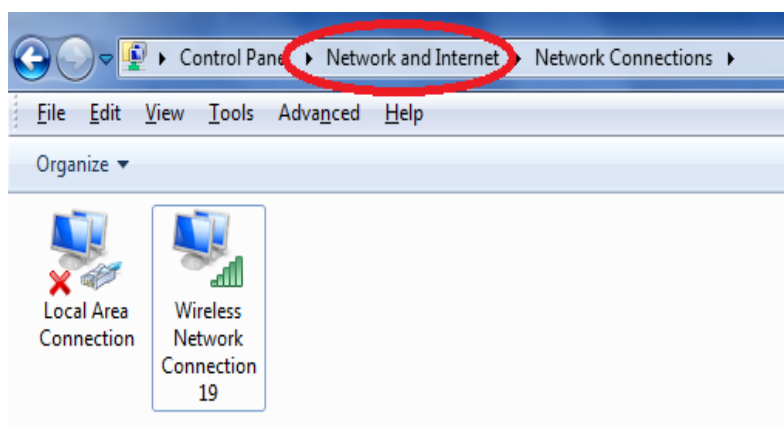 Control Pane Network and Internet Network Connections
File Edit View Tools Advanced Help
Organize
Local Area
Connection
Wireless
Network
Connection
19